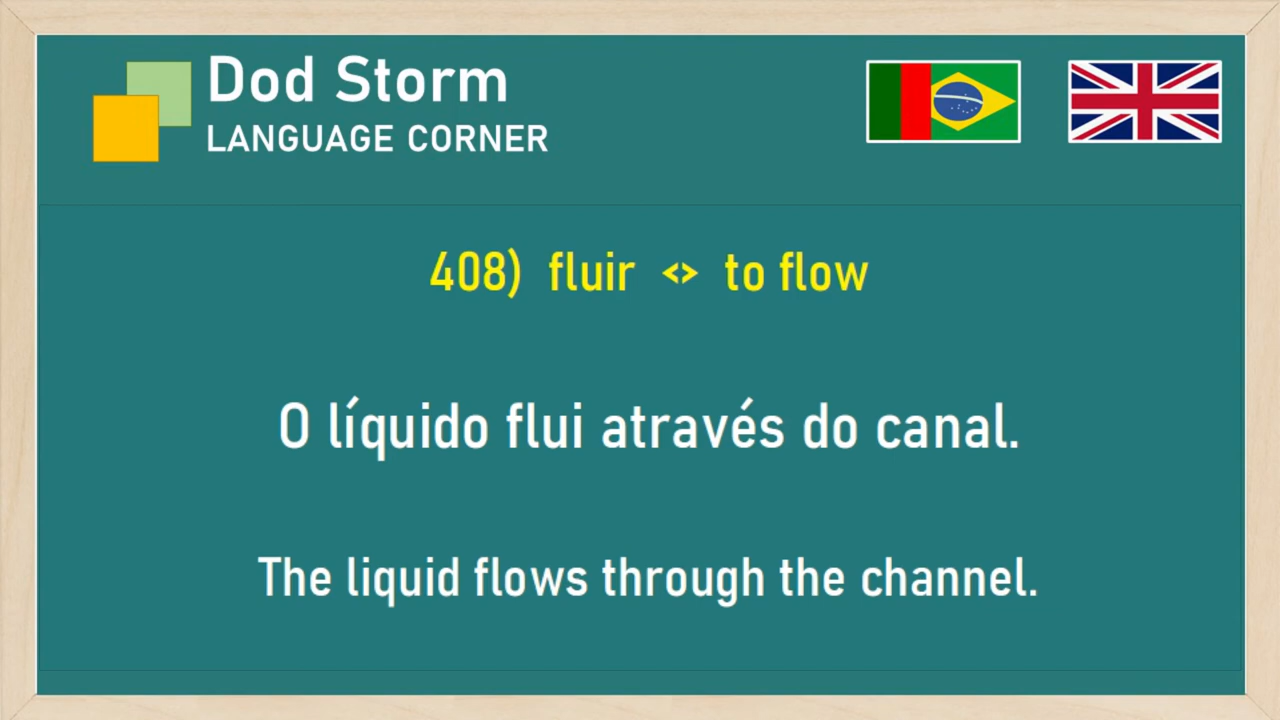 Dod Storm
LANGUAGE CORNER
408) fluir <> to flow
O líquido flui através do canal.
The liquid flows through the channel.